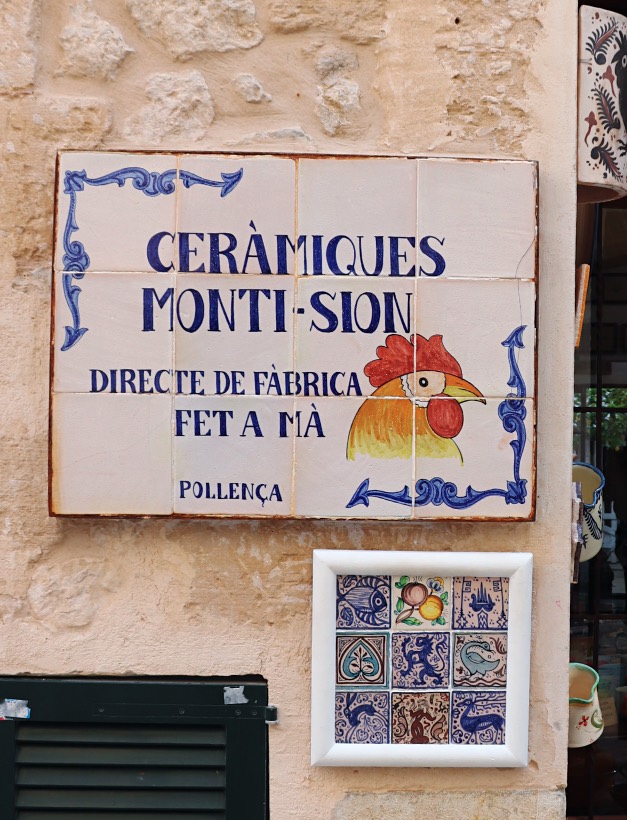 CERÀMIQUES
MONTI-SION
DIRECTE DE FÀBRICA
FET A MÀ
POLLENÇA